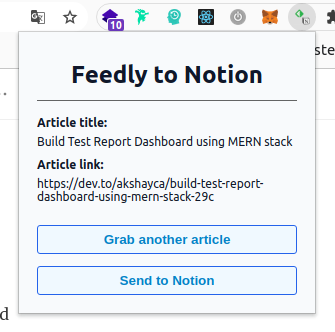 10
ste
Feedly to Notion
Article title:
Build Test Report Dashboard using MERN stack
Article link:
https://dev.to/akshayca/build-test-report-
dashboard-using-mern-stack-29c
Grab another article
Send to Notion
d